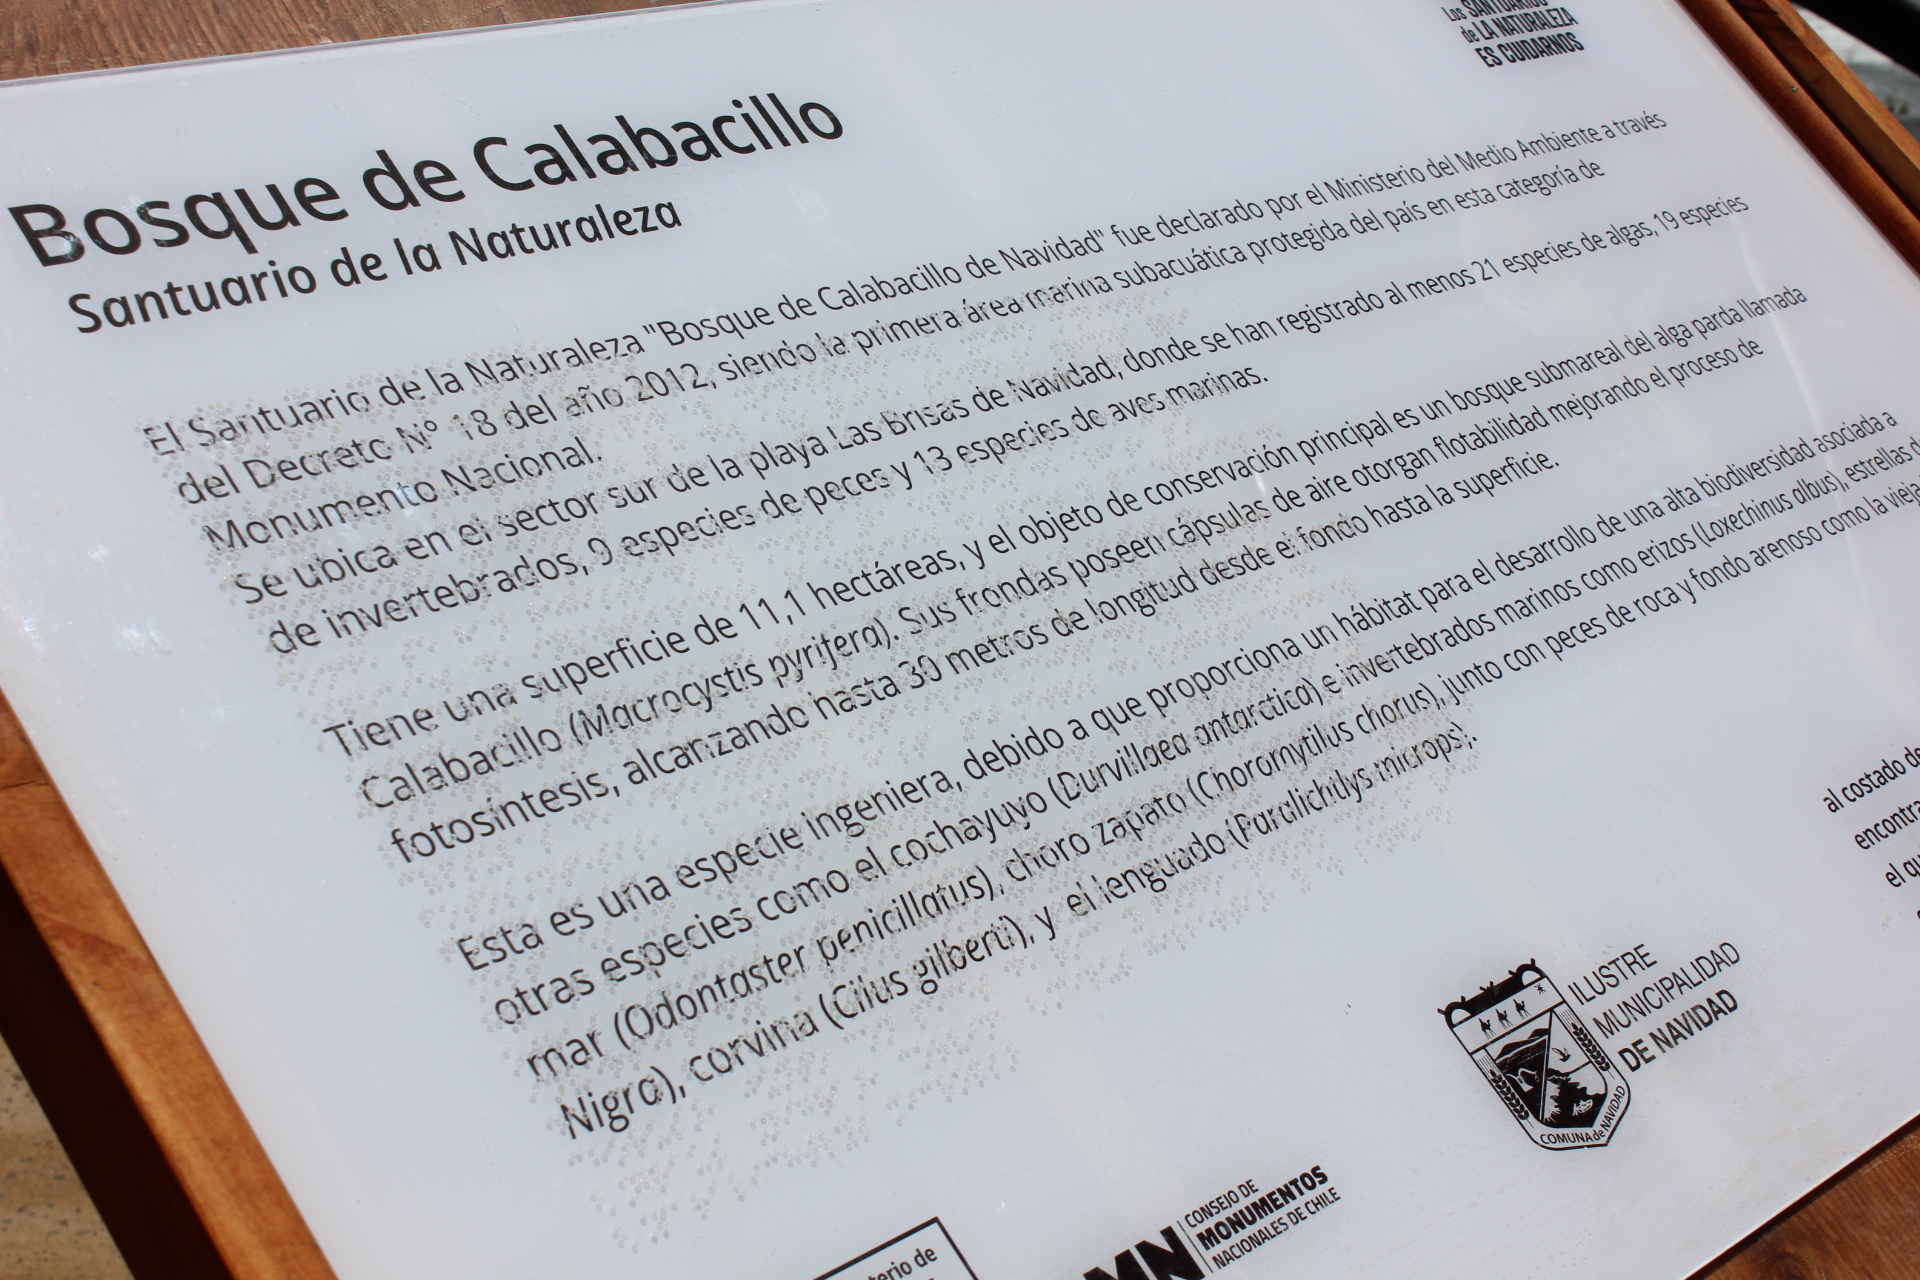 Los SANTUARIOS
de LA NATURALEZA
ES CUIDARNOS
Bosque de Calabacillo
Santuario de la Naturaleza
El Santuario de la Naturaleza "Bosque de Calabacillo de Navidad" fue declarado por el Ministerio del Medio Ambiente a través
del Decreto N° 18 del año 2012, siendo la primera área marina subacuática protegida del país en esta categoría de
Monumento Nacional.
Se ubica en el sector sur de la playa Las Brisas de Navidad, donde se han registrado al menos 21 especies de algas, 19 especies
de invertebrados, 9 especies de peces y 13 especies de aves marinas.
Tiene una superficie de 11,1 hectáreas, y el objeto de conservación principal es un bosque submareal del alga parda llamada
Calabacillo (Macrocystis pyrifera). Sus frondas poseen cápsulas de aire otorgan flotabilidad mejorando el proceso de
fotosíntesis, alcanzando hasta 30 metros de longitud desde el fondo hasta la superficie.
Esta es una especie ingeniera, debido a que proporciona un hábitat para el desarrollo de una alta biodiversidad asociada a
otras especies como el cochayuyo (Durvillaea antarctica) e invertebrados marinos como erizos (Loxechinus albus), estrellas d
mar (Odontaster penicillatus), choro zapato (Choromytilus chorus), junto con peces de roca y fondo arenoso como la vieja
Nigra), corvina (Cilus gilberti), y el lenguado (Paralichthys microps).
al costado de
encontra
el qu
ILUSTRE
MUNICIPALIDAD
DE NAVIDAD
COMUNA de NAVIDAD
MN
CONSEJO DE
MONUMENTOS
NACIONALES DE CHILE
terio de